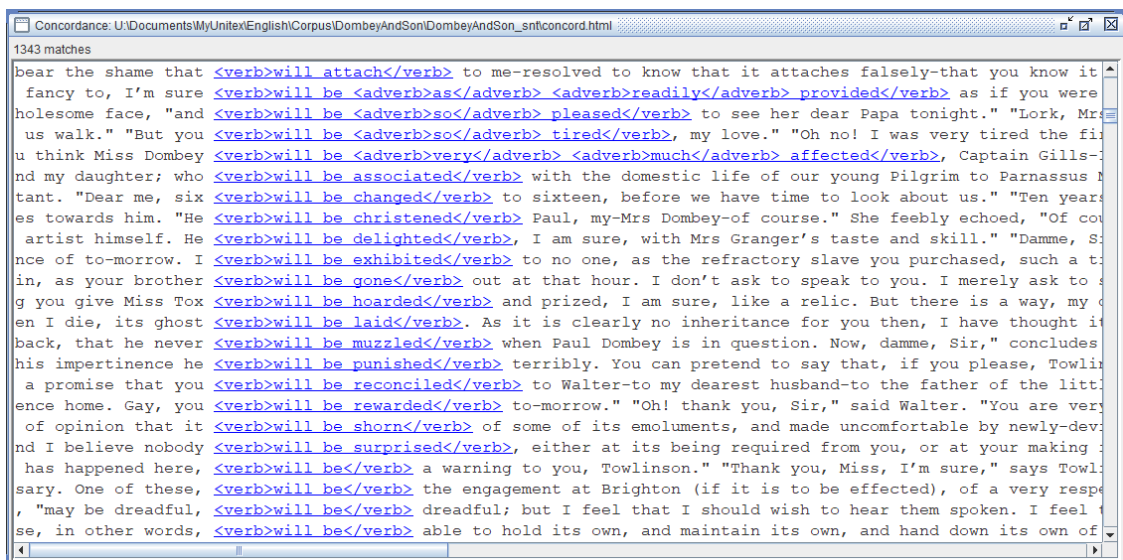 Concordance: U:\Documents\MyUnitex\English\Corpus\DombeyAndSon\DombeyAndSon_snt\concord.html
1343 matches
bear the shame that <verb>will attach</verb> to me-resolved to know that it attaches falsely-that you know it
fancy to, I'm sure <verb>will be <adverb>as</adverb> <adverb>readily</adverb> provided</verb> as if you were
holesome face, "and <verb>will be <adverb>so</adverb> pleased</verb> to see her dear Papa tonight." "Lork, Mrs
us walk." "But you <verb>will be <adverb>so</adverb> tired</verb>, my love." "Oh no! I was very tired the fi
u think Miss Dombey <verb>will be <adverb>very</adverb> <adverb>much</adverb> affected</verb>, Captain Gills-
nd my daughter; who <verb>will be associated</verb> with the domestic life of our young Pilgrim to Parnassus
tant. "Dear me, six <verb>will be changed</verb> to sixteen, before we have time to look about us." "Ten years
es towards him. "He <verb>will be christened</verb> Paul, my-Mrs Dombey-of course." She feebly echoed, "Of cou
artist himself. He <verb>will be delighted</verb>, I am sure, with Mrs Granger's taste and skill." "Damme, S
nce of to-morrow. I <verb>will be exhibited</verb> to no one, as the refractory slave you purchased, such a t
in, as your brother <verb>will be gone</verb> out at that hour. I don't ask to speak to you. I merely ask to s
g you give Miss Tox <verb>will be hoarded</verb> and prized, I am sure, like a relic. But there is a way, my
en I die, its ghost <verb>will be laid</verb>. As it is clearly no inheritance for you then, I have thought it
back, that he never <verb>will be muzzled</verb> when Paul Dombey is in question. Now, damme, Sir," concludes
his impertinence he <verb>will be punished</verb> terribly. You can pretend to say that, if you please, Towlin
a promise that you <verb>will be reconciled</verb> to Walter-to my dearest husband-to the father of the litt
ence home. Gay, you <verb>will be rewarded</verb> to-morrow." "Oh! thank you, Sir," said Walter. "You are very
of opinion that it <verb>will be shorn</verb> of some of its emoluments, and made uncomfortable by newly-dev
nd I believe nobody <verb>will be surprised</verb>, either at its being required from you, or at your making
has happened here, <verb>will be</verb> a warning to you, Towlinson." "Thank you, Miss, I'm sure," says Towl
sary. One of these, <verb>will be</verb> the engagement at Brighton (if it is to be effected), of a very respe
, "may be dreadful, <verb>will be</verb> dreadful; but I feel that I should wish to hear them spoken. I feel
se, in other words, <verb>will be</verb> able to hold its own, and maintain its own, and hand down its own of